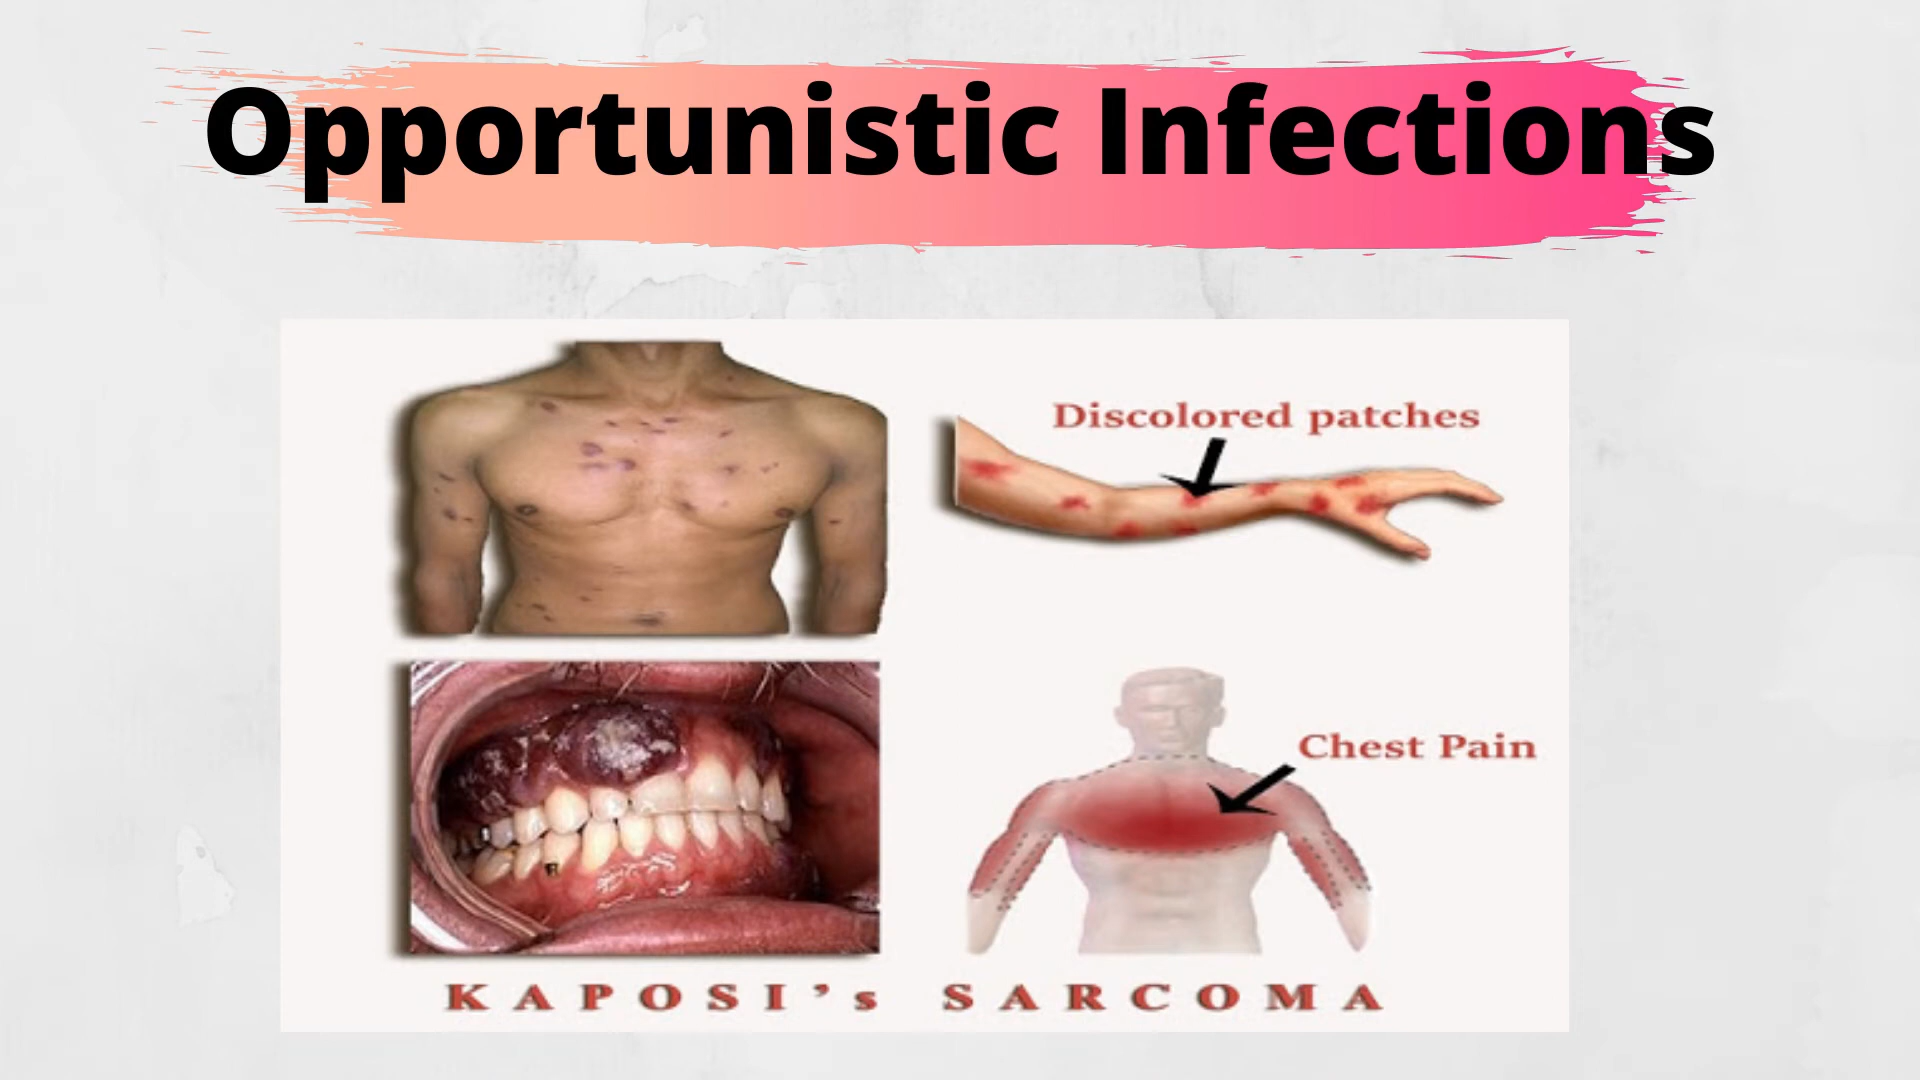 Opportunistic Infections
Discolored patches
Chest Pain
KAPOSI's SARCOMA